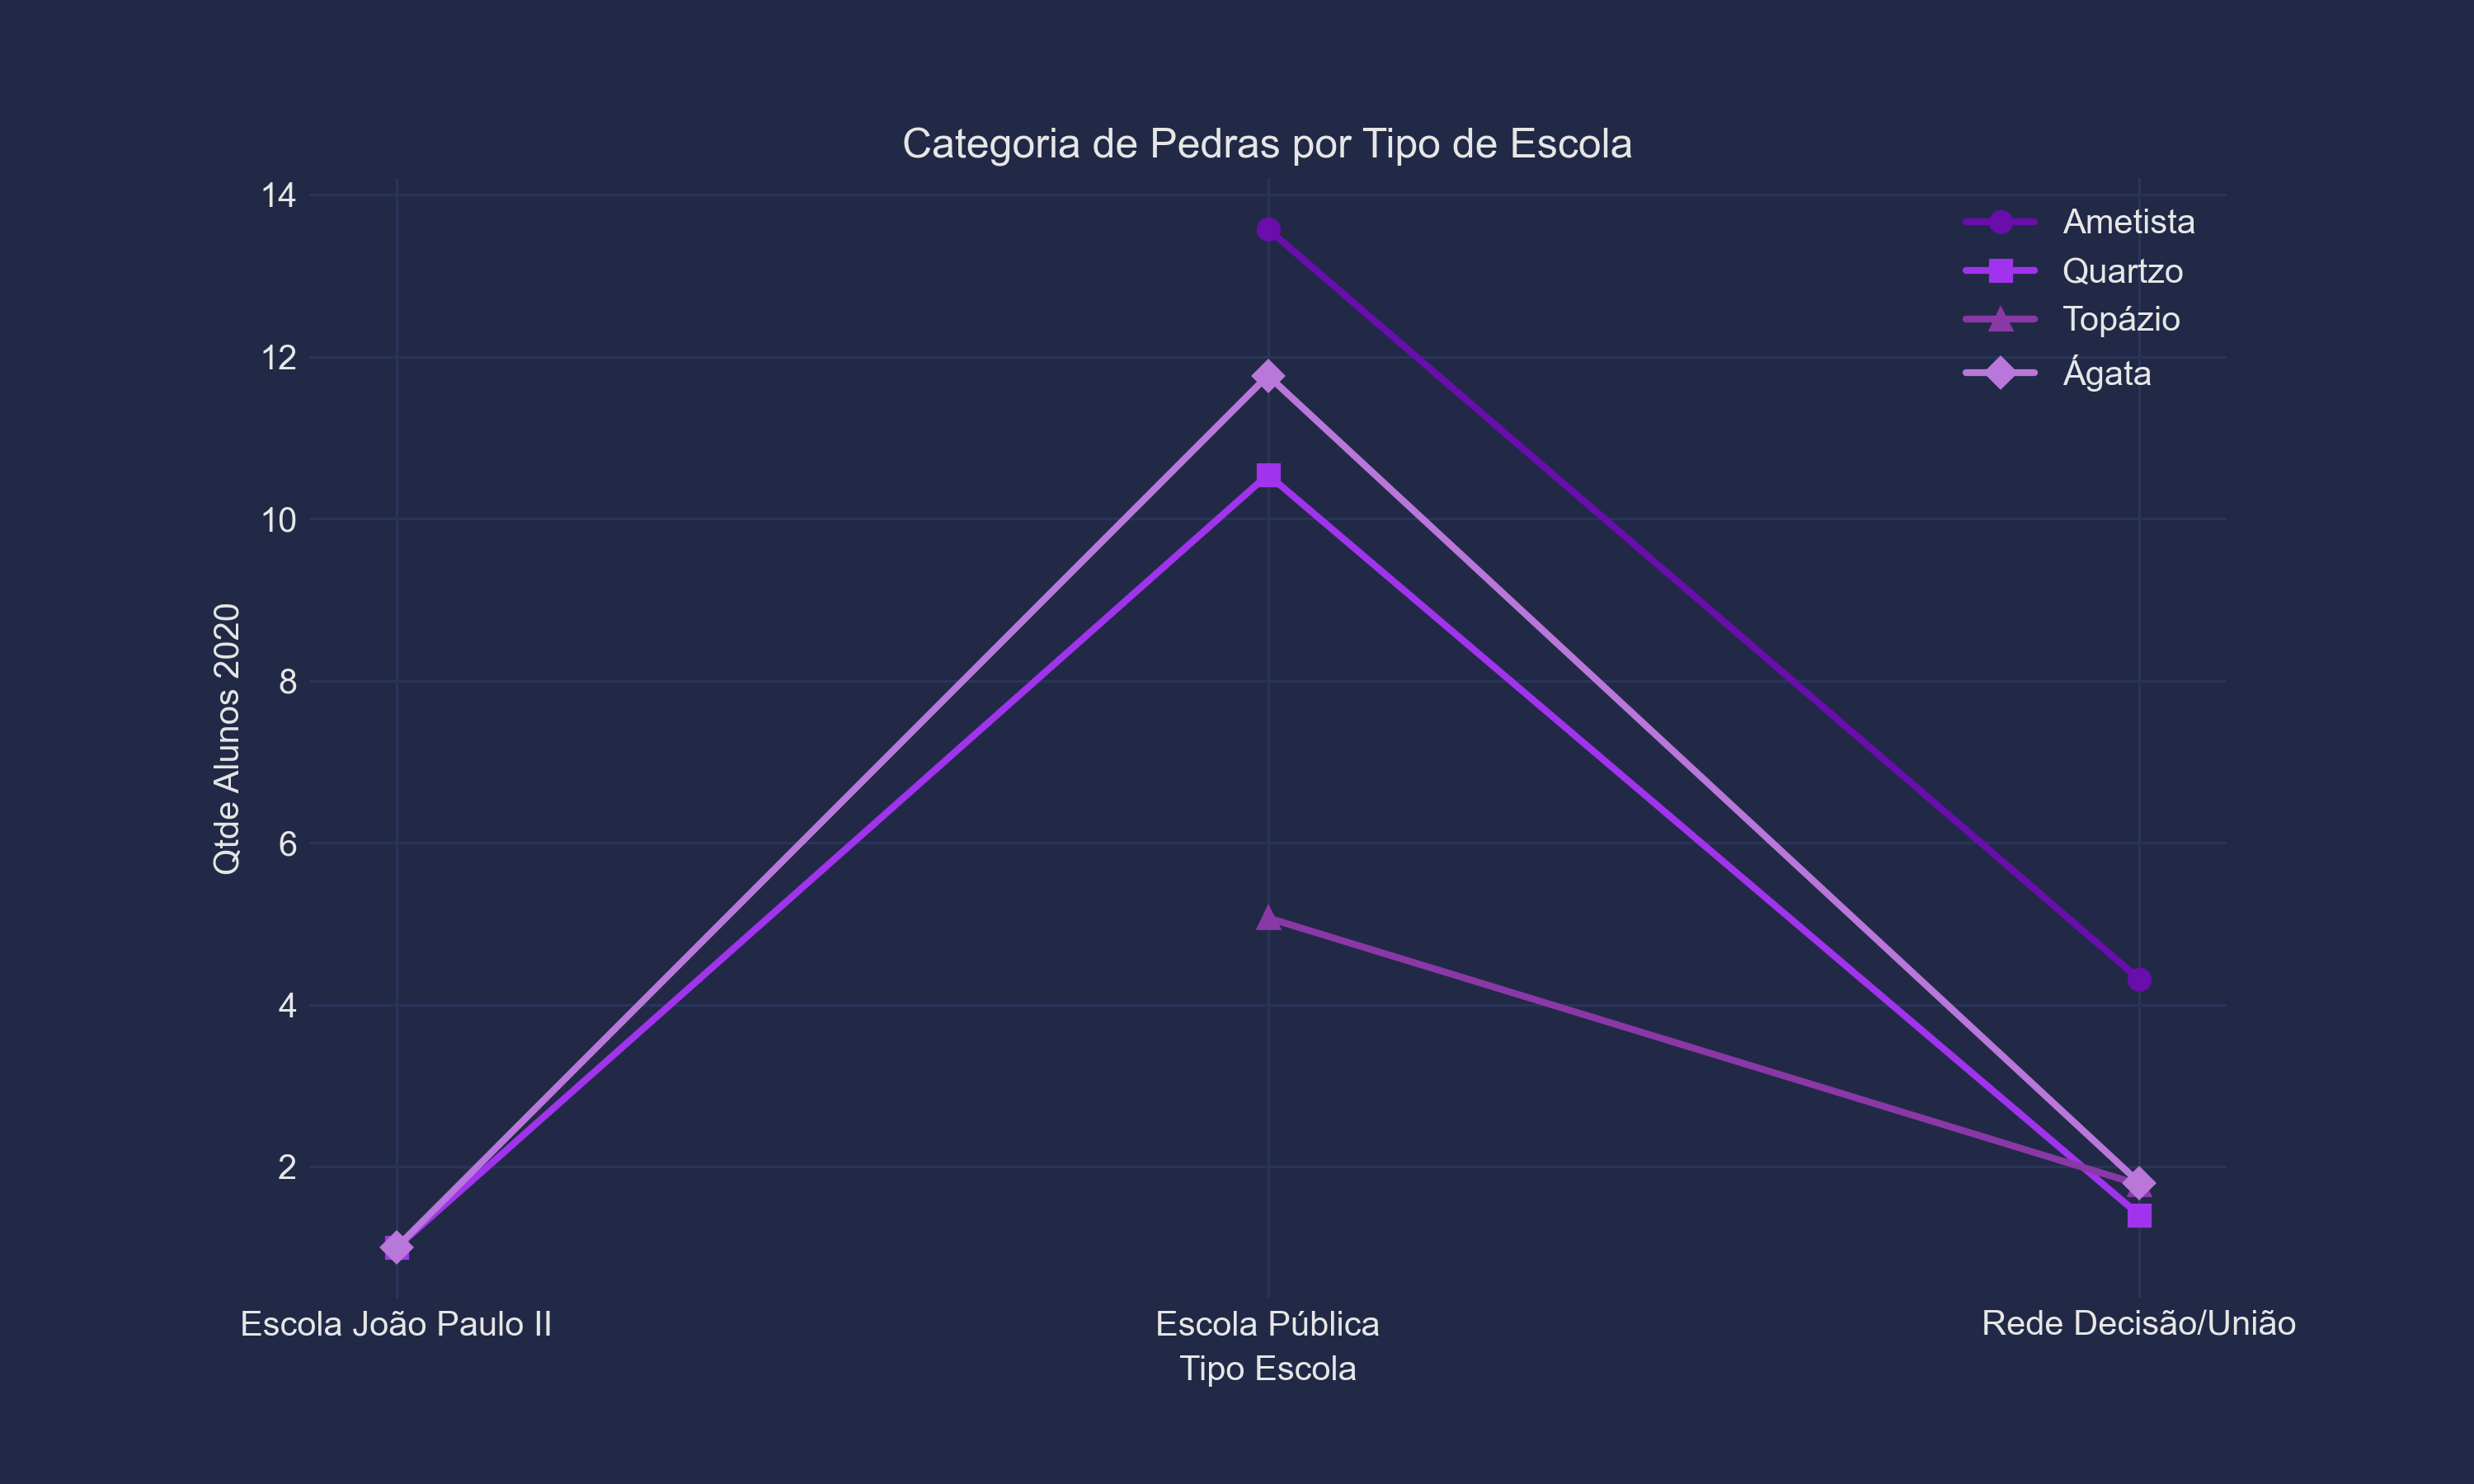 Categoria de Pedras por Tipo de Escola
14
12
10
8
6
4
2
Qtde Alunos 2020
Ametista
Quartzo
Topázio
Ágata
Escola João Paulo II
Escola Pública
Rede Decisão/União
Tipo Escola